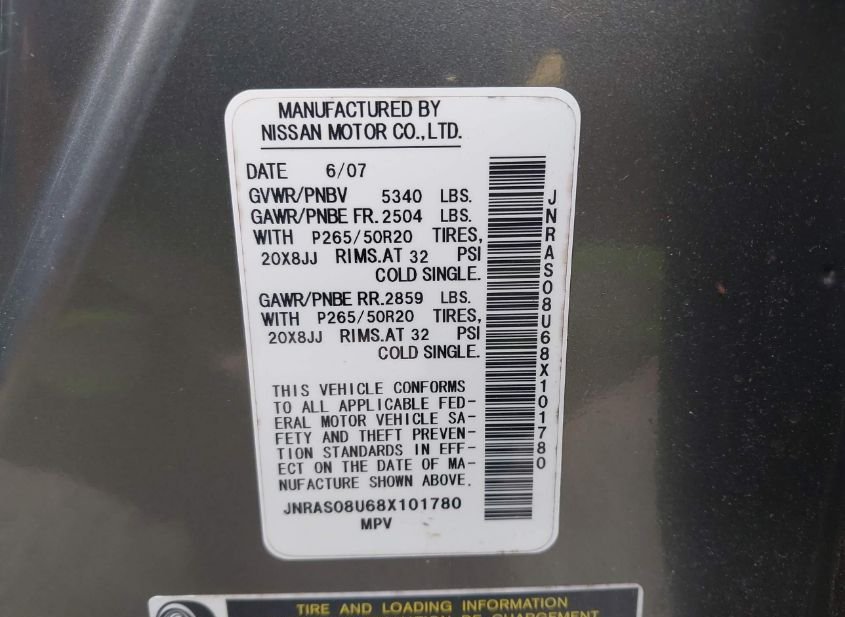 MANUFACTURED BY
NISSAN MOTOR CO.,LTD.
DATE 6/07
GVWR/PNBV 5340 LBS.
GAWR/PNBE FR. 2504 LBS.
WITH P265/50R20 TIRES,
20X8JJ RIMS.AT 32 PSI
COLD SINGLE.
GAWR/PNBE RR. 2859 LBS.
WITH P265/50R20 TIRES,
20X8JJ RIMS.AT 32 PSI
COLD SINGLE.
THIS VEHICLE CONFORMS
TO ALL APPLICABLE FED-
ERAL MOTOR VEHICLE SA-
FETY AND THEFT PREVEN-
TION STANDARDS IN EFF-
ECT ON THE DATE OF MA-
NUFACTURE SHOWN ABOVE.
JNRAS08U68X101780
MPV
JNRAS08U68X101780
TIRE AND LOADING INFORMATION
DE CHARGEMENT